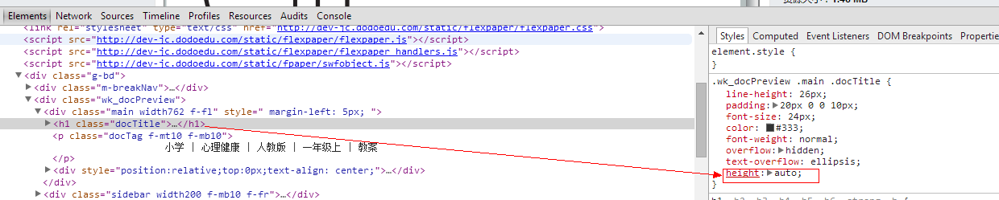 资源大小：1.40 MB
Elements Network Sources Timeline Profiles Resources Audits Console
<link rel="stylesheet" type="text/css" href="http://dev-jc.dodoedu.com/static/flexpaper/flexpaper.css">
<script src="http://dev-jc.dodoedu.com/static/flexpaper/flexpaper.js"></script>
<script src="http://dev-jc.dodoedu.com/static/flexpaper/flexpaper_handlers.js"></script>
<script src="http://dev-jc.dodoedu.com/static/fpaper/swfobject.js"></script>
▼<div class="g-bd">
▶<div class="m-breakNav">…</div>
▼<div class="wk_docPreview">
▼<div class="main width762 f-fl" style=" margin-left: 5px; ">
▶<h1 class="docTitle">…</h1>
<p class="docTag f-mt10 f-mb10">
小学 | 心理健康 | 人教版 | 一年级上 | 教案
</p>
▶<div style="position:relative;top:0px;text-align: center;">…</div>
</div>
▶<div class="sidebar width200 f-mb10 f-fr">…</div>
Styles Computed Event Listeners DOM Breakpoints Propertie
element.style {
}
.wk_docPreview .main .docTitle {
line-height: 26px;
padding:▶20px 0 0 10px;
font-size: 24px;
color: #333;
font-weight: normal;
overflow:▶hidden;
text-overflow: ellipsis;
height:▶auto;
}